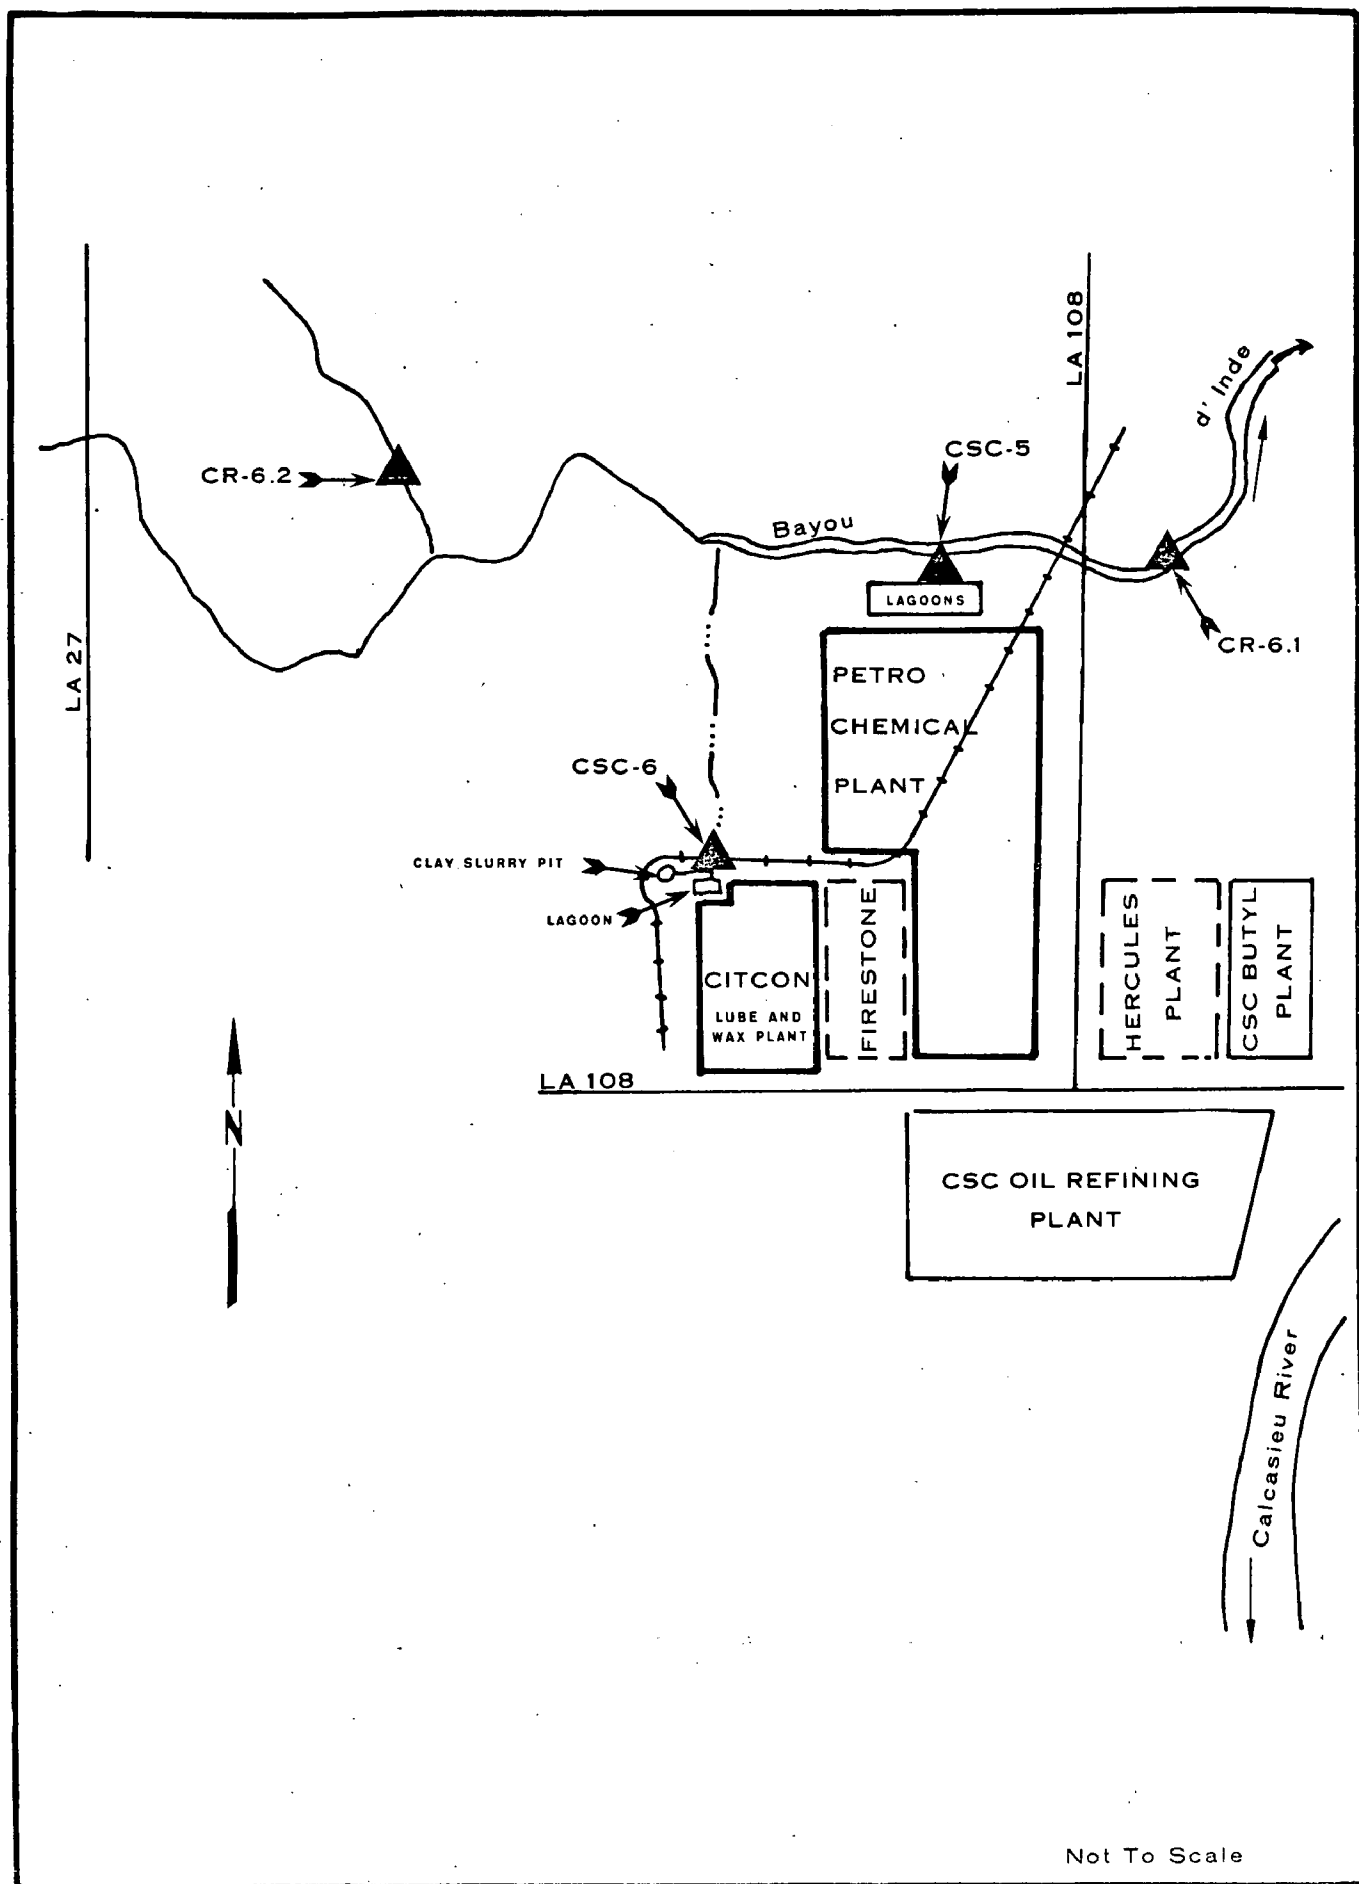 LA 108
d' Inde
CSC-5
CR-6.2
Bayou
LAGOONS
CR-6.1
LA 27
PETRO
CHEMICAL
PLANT
CSC-6
CLAY SLURRY PIT
LAGOON
CITCON
LUBE AND
WAX PLANT
FIRESTONE
HERCULES
PLANT
CSC BUTYL
PLANT
LA 108
N
CSC OIL REFINING
PLANT
Calcasieu River
Not To Scale